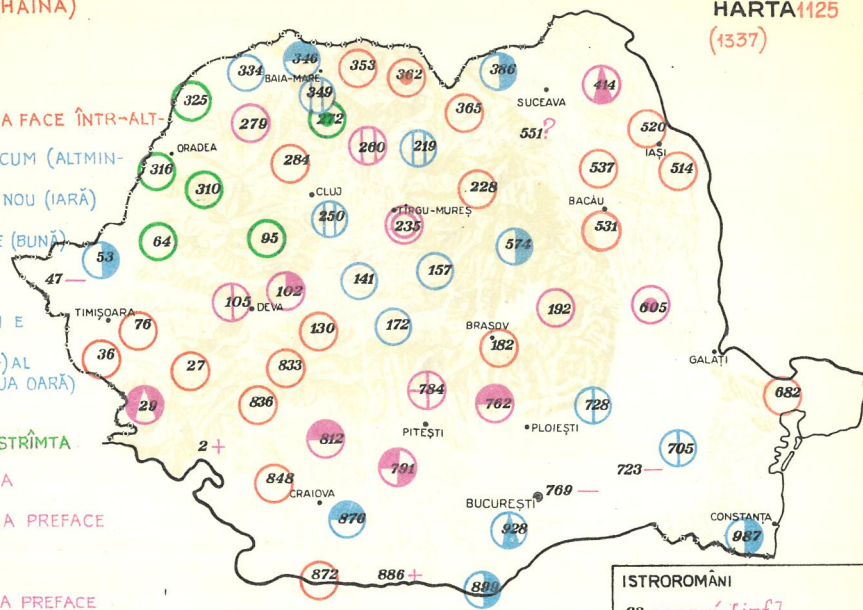 HAINA)
HARTA 1125
(1337)
A FACE ÎNTR-ALT-
CUM (ALTMIN-
NOU (IARĂ)
E (BUNĂ)
I E
)AL
UA OARĂ)
STRÎMTA
A
A PREFACE
A PREFACE
346
353
334
BAIA-MARE
362
386
349
414
325
SUCEAVA
365
272
279
551?
520
260
219
IAȘI
ORADEA
284
537
514
316
310
CLUJ
228
BACĂU
TÎRGU-MUREȘ
250
235
531
64
95
574
53
157
47 —
141
102
105
DEVA
192
605
TIMIȘOARA
76
130
172
BRAȘOV
182
36
27
833
GALAȚI
784
682
29
836
762
728
PITEȘTI
PLOIEȘTI
812
2 +
705
791
723 —
848
769 —
CRAIOVA
BUCUREȘTI
876
928
CONSTANȚA
987
872
886 +
899
ISTROROMÂNI